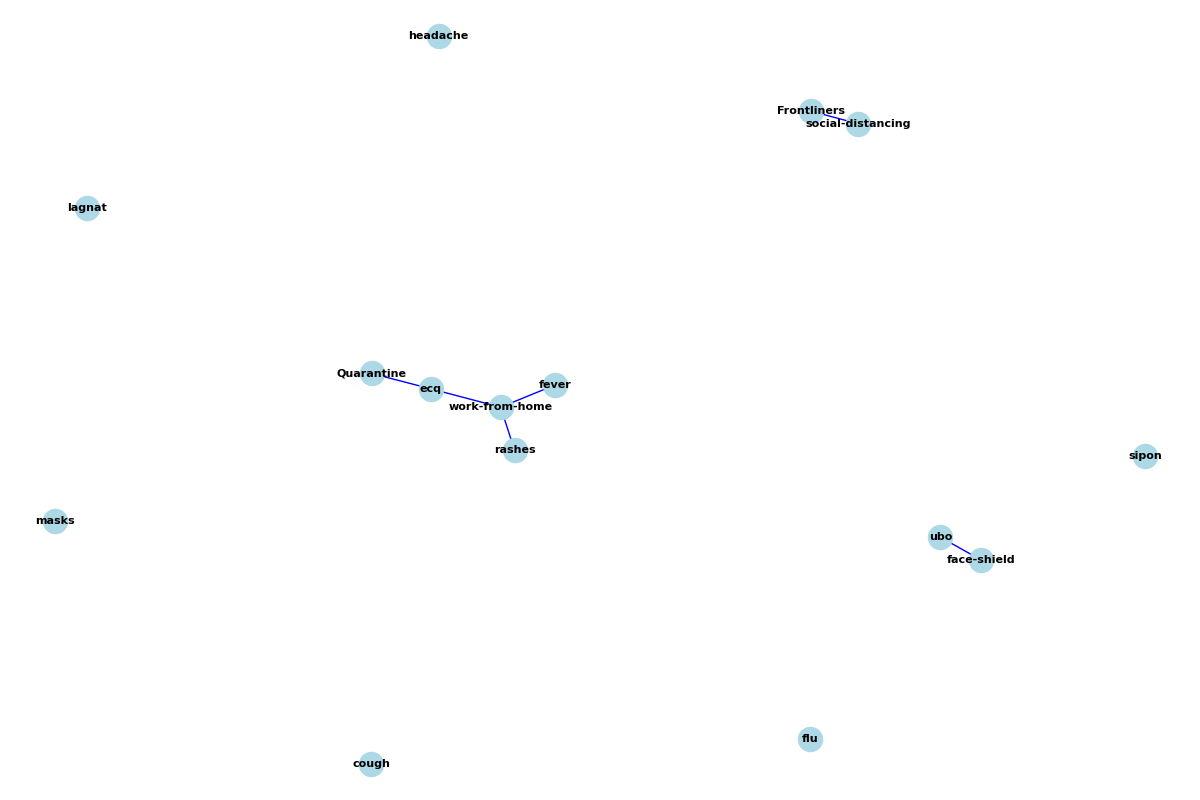 headache
Frontliners
social-distancing
lagnat
Quarantine
ecq
fever
work-from-home
rashes
sipon
masks
ubo
face-shield
flu
cough